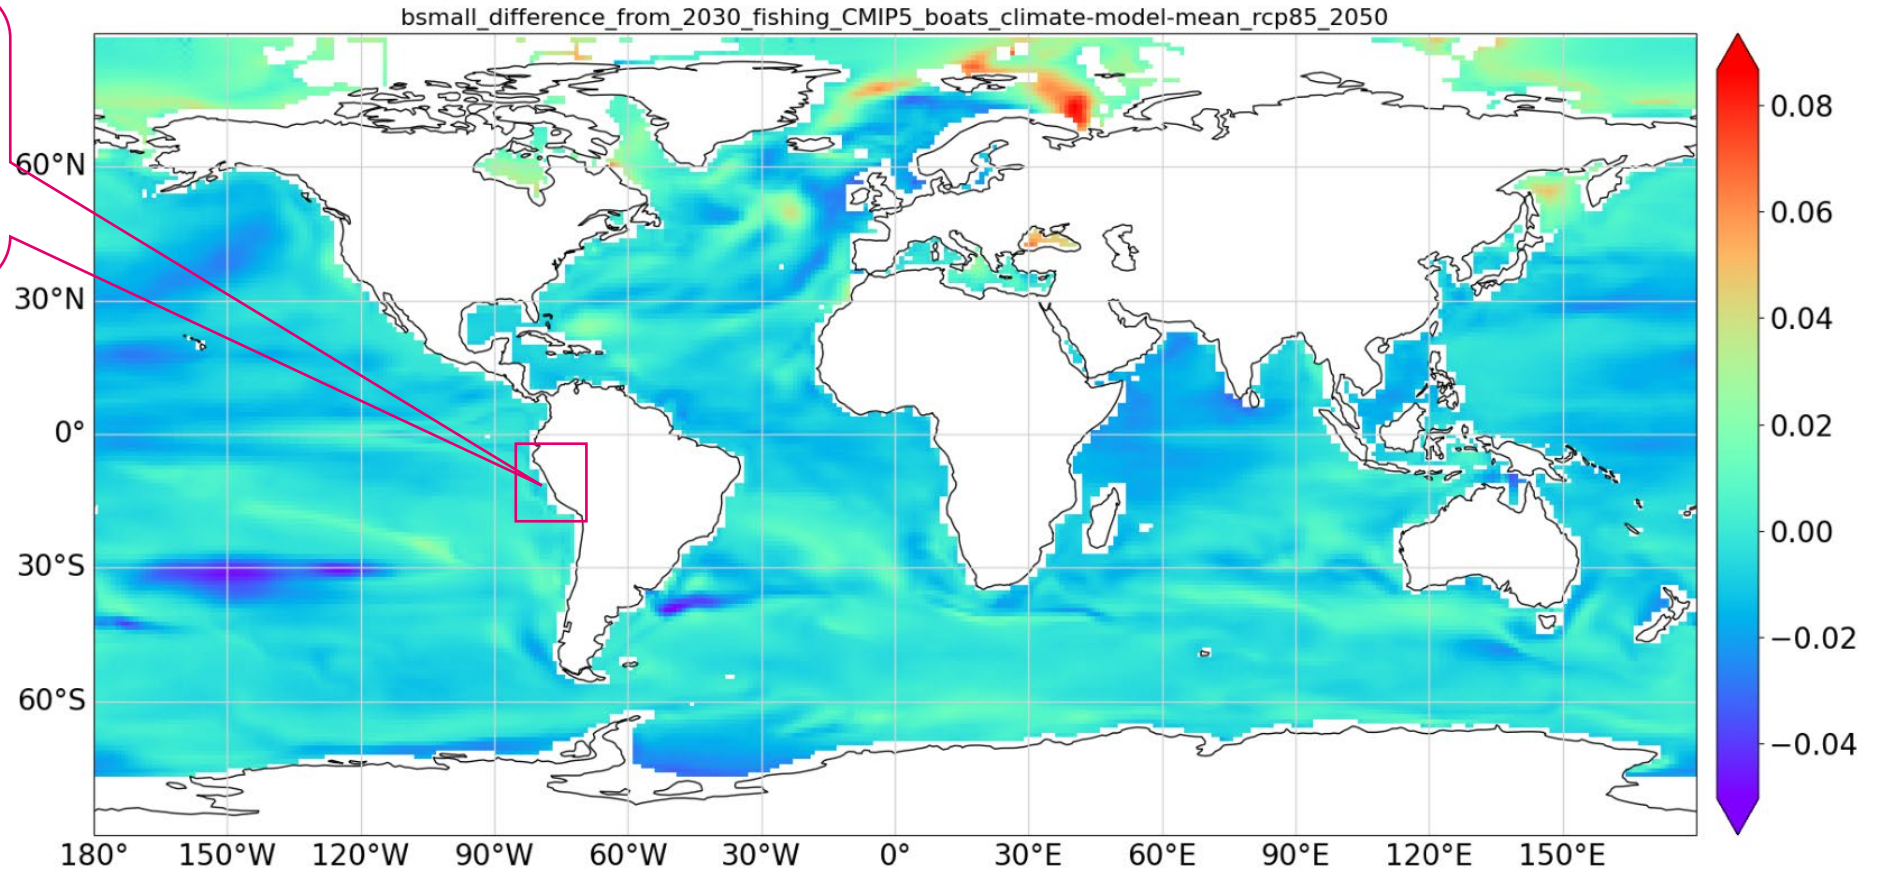 bsmall_difference_from_2030_fishing_CMIP5_boats_climate-model-mean_rcp85_2050
60°N
30°N
0°
30°S
60°S
180° 150°W 120°W 90°W 60°W 30°W 0° 30°E 60°E 90°E 120°E 150°E
0.08
0.06
0.04
0.02
0.00
−0.02
−0.04